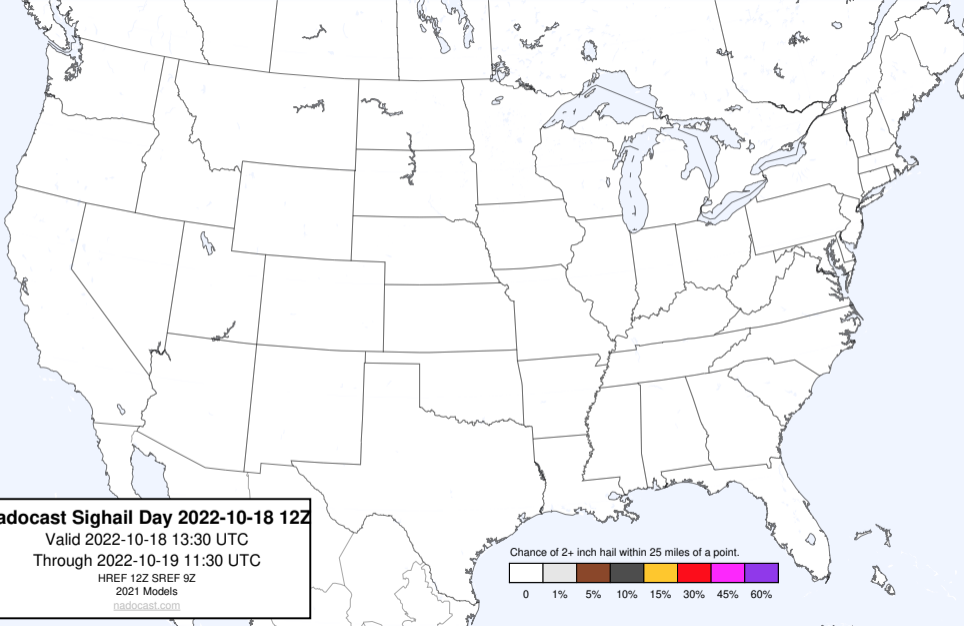 adocast Sighail Day 2022-10-18 12Z
Valid 2022-10-18 13:30 UTC
Through 2022-10-19 11:30 UTC
HREF 12Z SREF 9Z
2021 Models
nadocast.com
Chance of 2+ inch hail within 25 miles of a point.
0 1% 5% 10% 15% 30% 45% 60%